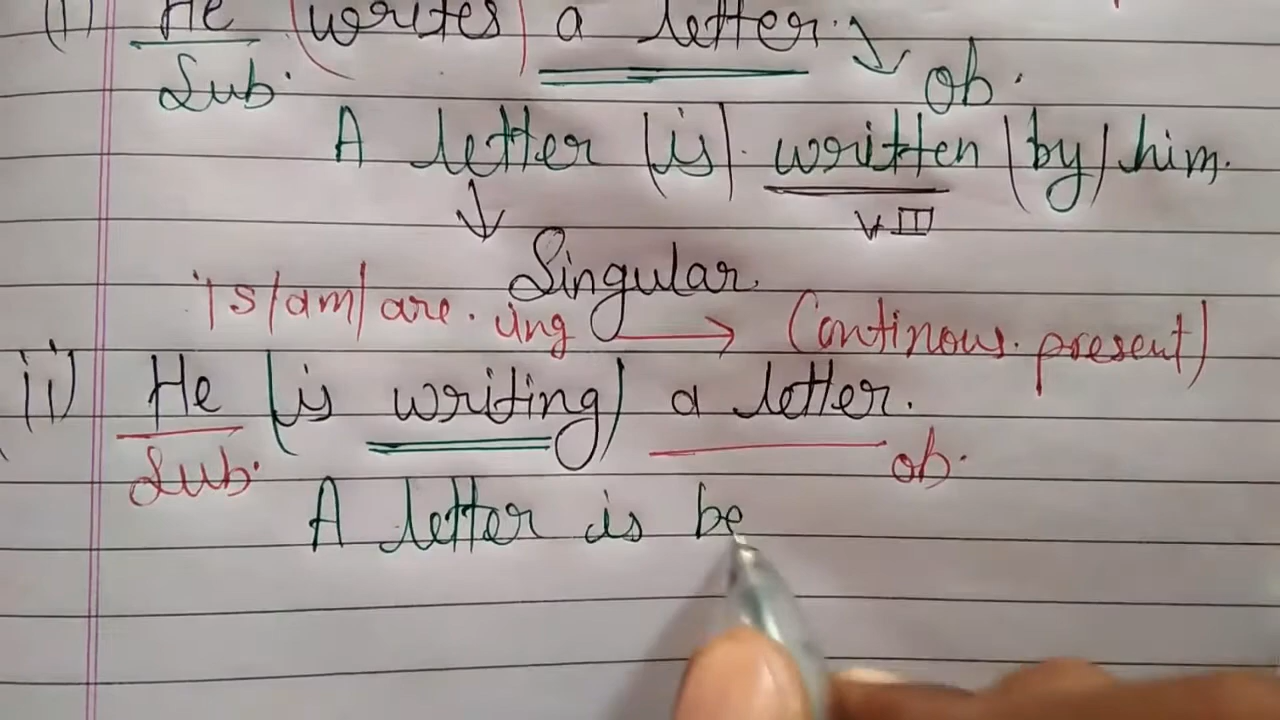 (i) He (writes) a letter.
Sub. ob.
A letter (is) written (by) him.
V III
Singular.
is/am/are. ing → (Continous. present)
ii) He (is writing) a letter.
Sub. ob.
A letter is be